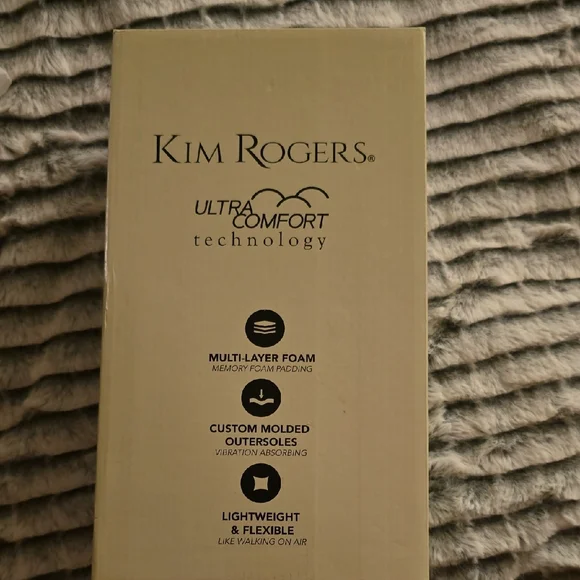 KIM ROGERS®
ULTRA
COMFORT
technology
MULTI-LAYER FOAM
MEMORY FOAM PADDING
CUSTOM MOLDED
OUTERSOLES
VIBRATION ABSORBING
LIGHTWEIGHT
& FLEXIBLE
LIKE WALKING ON AIR